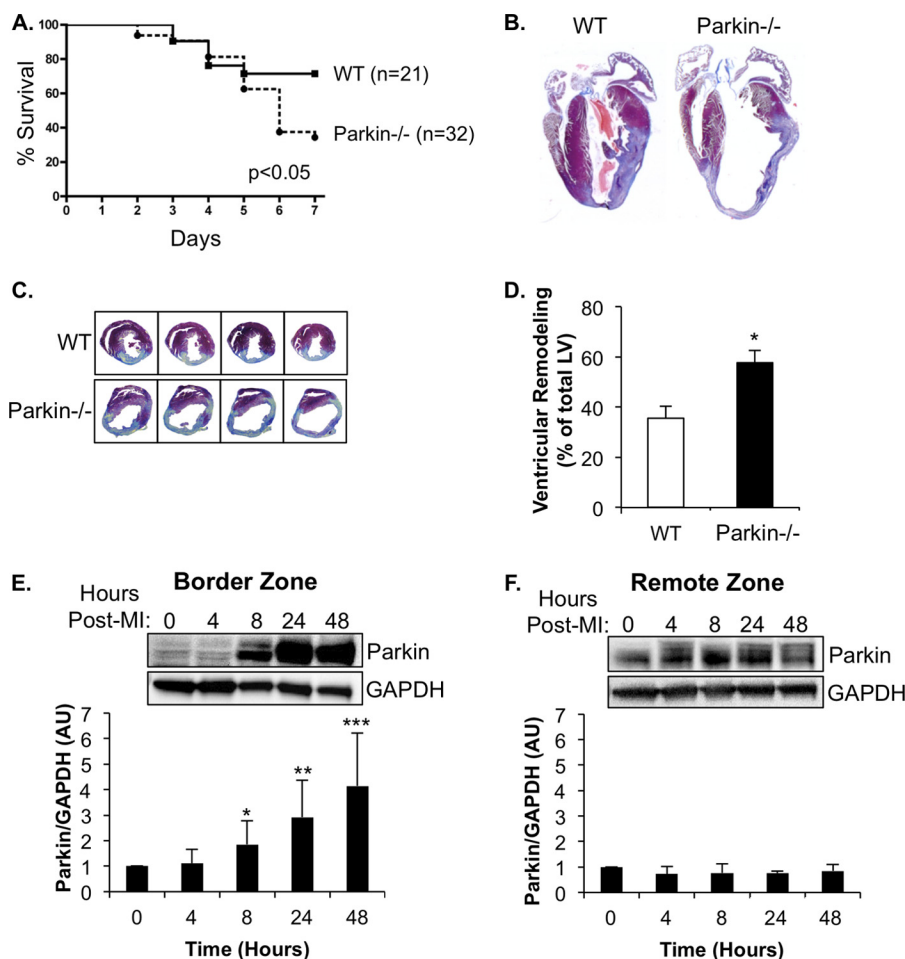 A.
100
80
60
40
20
0
% Survival
0 1 2 3 4 5 6 7
Days
WT (n=21)
Parkin-/- (n=32)
p<0.05
B.
WT Parkin-/-
C.
WT
Parkin-/-
D.
Ventricular Remodeling
(% of total LV)
80
60
40
20
0
*
WT Parkin-/-
E.
Border Zone
Hours
Post-MI: 0 4 8 24 48
Parkin
GAPDH
Parkin/GAPDH (AU)
7
6
5
4
3
2
1
0
* ** ***
0 4 8 24 48
Time (Hours)
F.
Remote Zone
Hours
Post-MI: 0 4 8 24 48
Parkin
GAPDH
Parkin/GAPDH (AU)
7
6
5
4
3
2
1
0
0 4 8 24 48
Time (Hours)